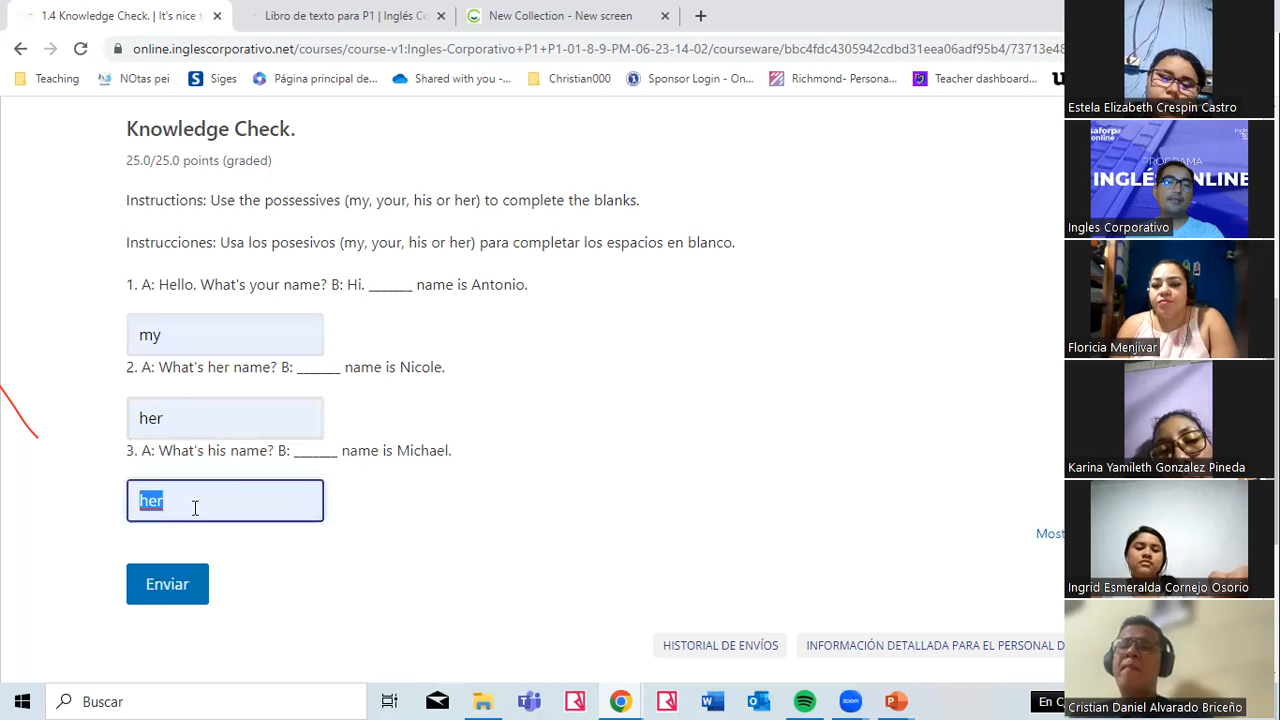 1.4 Knowledge Check. | It's nice t
Libro de texto para P1 | Inglés Cu
New Collection - New screen
online.inglescorporativo.net/courses/course-v1:Ingles-Corporativo+P1+P1-01-8-9-PM-06-23-14-02/courseware/bbc4fdc4305942cdbd31eea06adf95b4/73713e48
Teaching
NOtas pei
Siges
Página principal de...
Shared with you -...
Christian000
Sponsor Login - On...
Richmond- Persona...
Teacher dashboard...
Knowledge Check.
25.0/25.0 points (graded)
Instructions: Use the possessives (my, your, his or her) to complete the blanks.
Instrucciones: Usa los posesivos (my, your, his or her) para completar los espacios en blanco.
1. A: Hello. What's your name? B: Hi. _______ name is Antonio.
my
2. A: What's her name? B: _______ name is Nicole.
her
3. A: What's his name? B: _______ name is Michael.
her
Most
Enviar
HISTORIAL DE ENVÍOS
INFORMACIÓN DETALLADA PARA EL PERSONAL D
Buscar
Estela Elizabeth Crespin Castro
saforp
online
PROGRAMA
INGLÉ NLINE
Ingles Corporativo
Floricia Menjivar
Karina Yamileth Gonzalez Pineda
Ingrid Esmeralda Cornejo Osorio
Cristian Daniel Alvarado Briceño